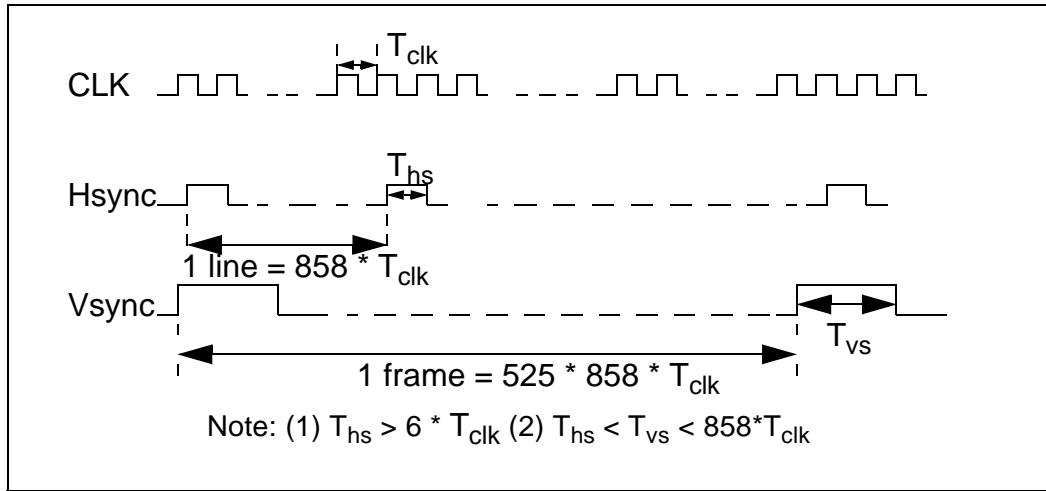 T_clk
CLK
T_hs
Hsync
1 line = 858 * T_clk
Vsync
T_vs
1 frame = 525 * 858 * T_clk
Note: (1) T_hs > 6 * T_clk (2) T_hs < T_vs < 858*T_clk